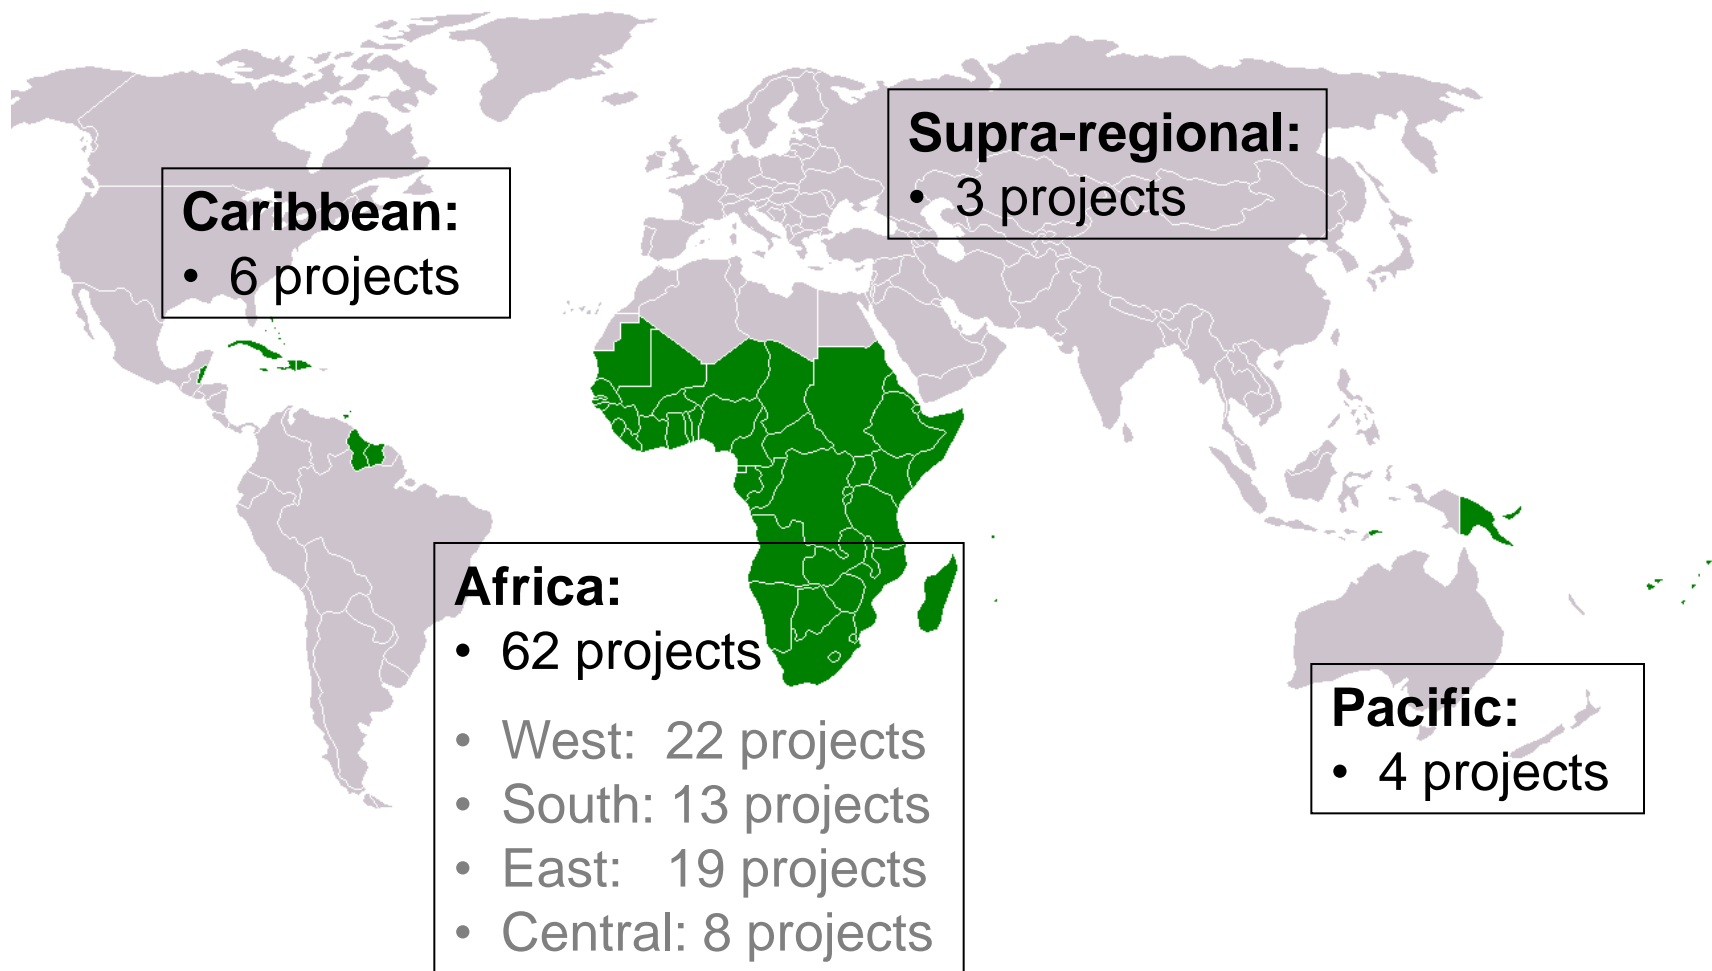 Supra-regional:
• 3 projects
Caribbean:
• 6 projects
Africa:
• 62 projects
• West: 22 projects
• South: 13 projects
• East: 19 projects
• Central: 8 projects
Pacific:
• 4 projects